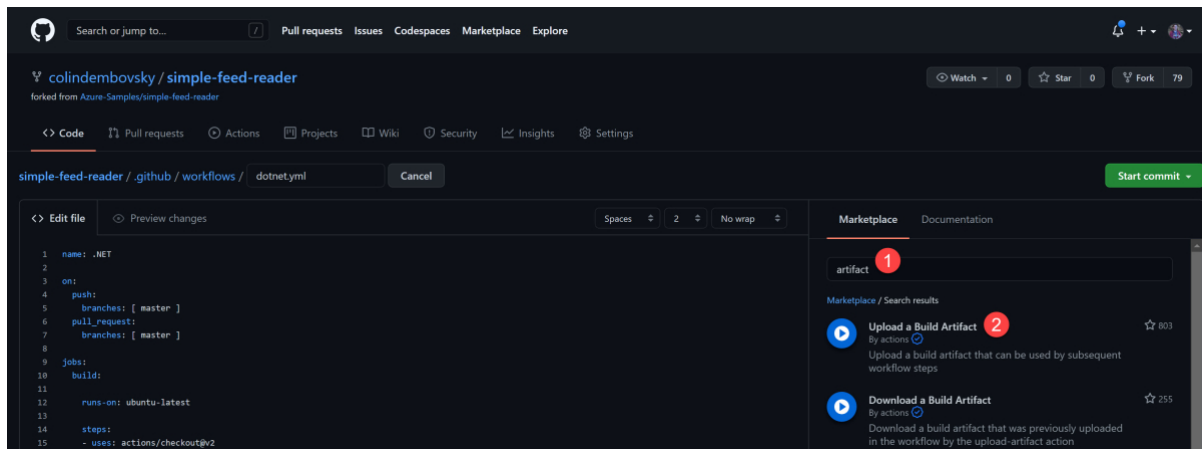 Search or jump to... / Pull requests Issues Codespaces Marketplace Explore
colindembovsky / simple-feed-reader
Watch 0 Star 0 Fork 79
forked from Azure-Samples/simple-feed-reader
<> Code Pull requests Actions Projects Wiki Security Insights Settings
simple-feed-reader / .github / workflows / dotnet.yml Cancel Start commit
<> Edit file Preview changes Spaces 2 No wrap
Marketplace Documentation
1 name: .NET
2
3 on:
4 push:
5 branches: [ master ]
6 pull_request:
7 branches: [ master ]
8
9 jobs:
10 build:
11
12 runs-on: ubuntu-latest
13
14 steps:
15 - uses: actions/checkout@v2
artifact 1
Marketplace / Search results
Upload a Build Artifact 2 803
By actions
Upload a build artifact that can be used by subsequent
workflow steps
Download a Build Artifact 255
By actions
Download a build artifact that was previously uploaded
in the workflow by the upload-artifact action